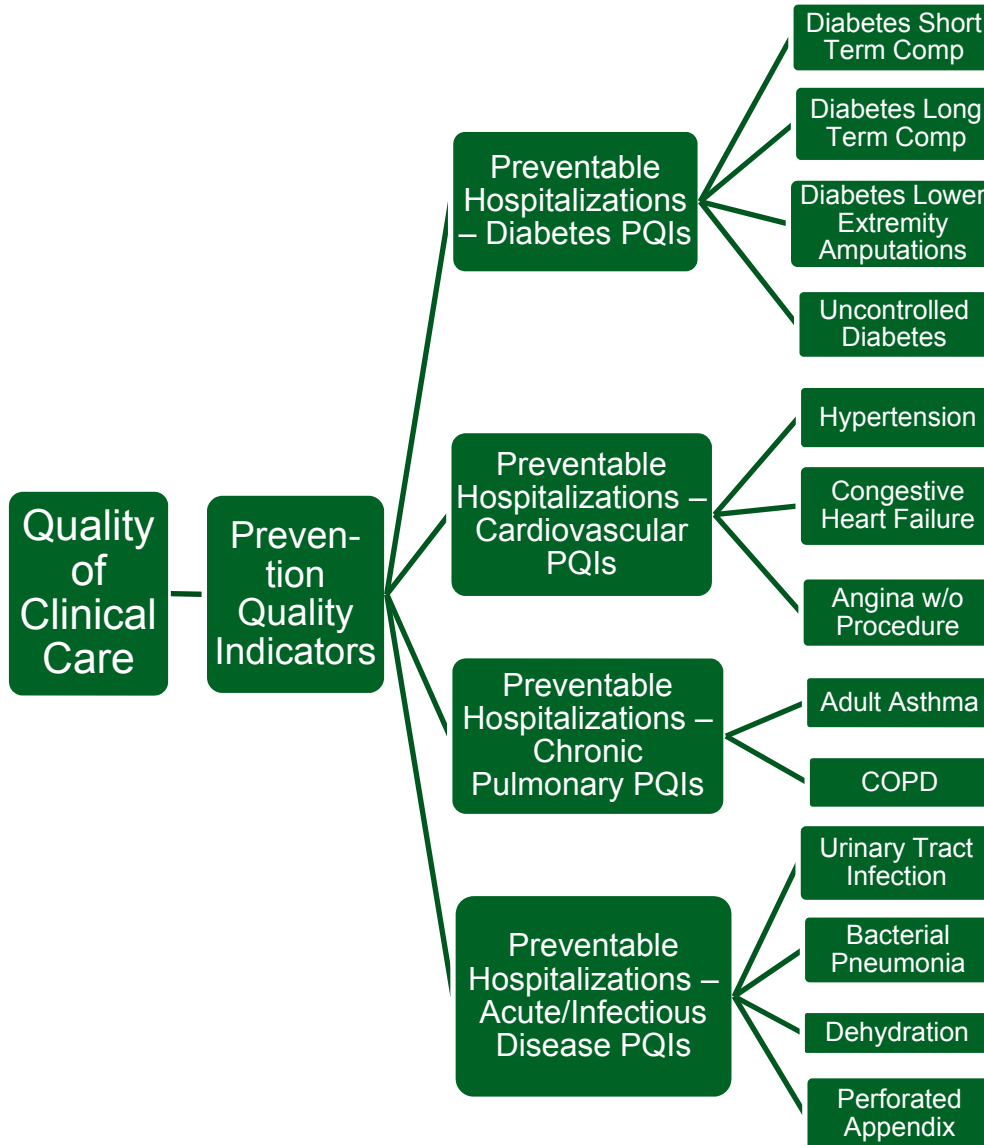 Quality
of
Clinical
Care
Preven-
tion
Quality
Indicators
Preventable
Hospitalizations
– Diabetes PQIs
Diabetes Short
Term Comp
Diabetes Long
Term Comp
Diabetes Lower
Extremity
Amputations
Uncontrolled
Diabetes
Preventable
Hospitalizations –
Cardiovascular
PQIs
Hypertension
Congestive
Heart Failure
Angina w/o
Procedure
Preventable
Hospitalizations –
Chronic
Pulmonary PQIs
Adult Asthma
COPD
Preventable
Hospitalizations –
Acute/Infectious
Disease PQIs
Urinary Tract
Infection
Bacterial
Pneumonia
Dehydration
Perforated
Appendix